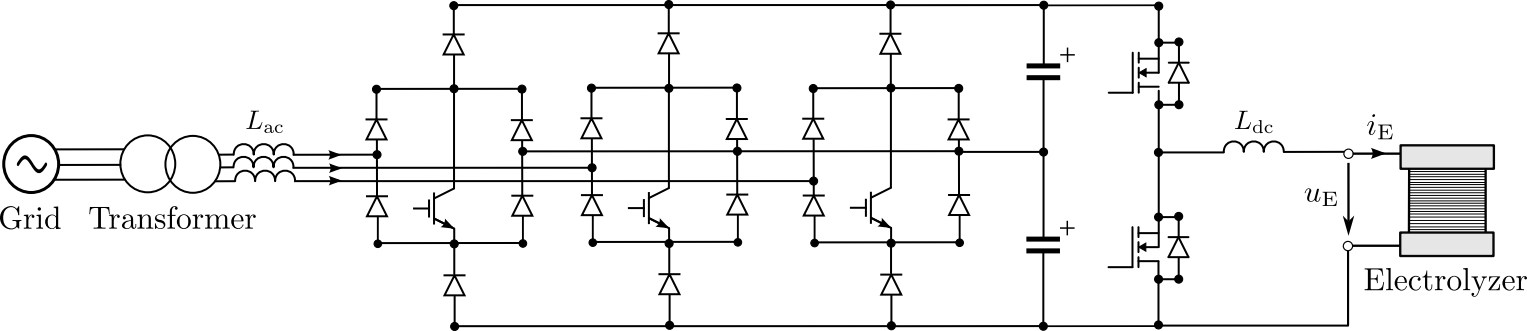 L_ac
+
L_dc
i_E
u_E
+
Grid
Transformer
Electrolyzer